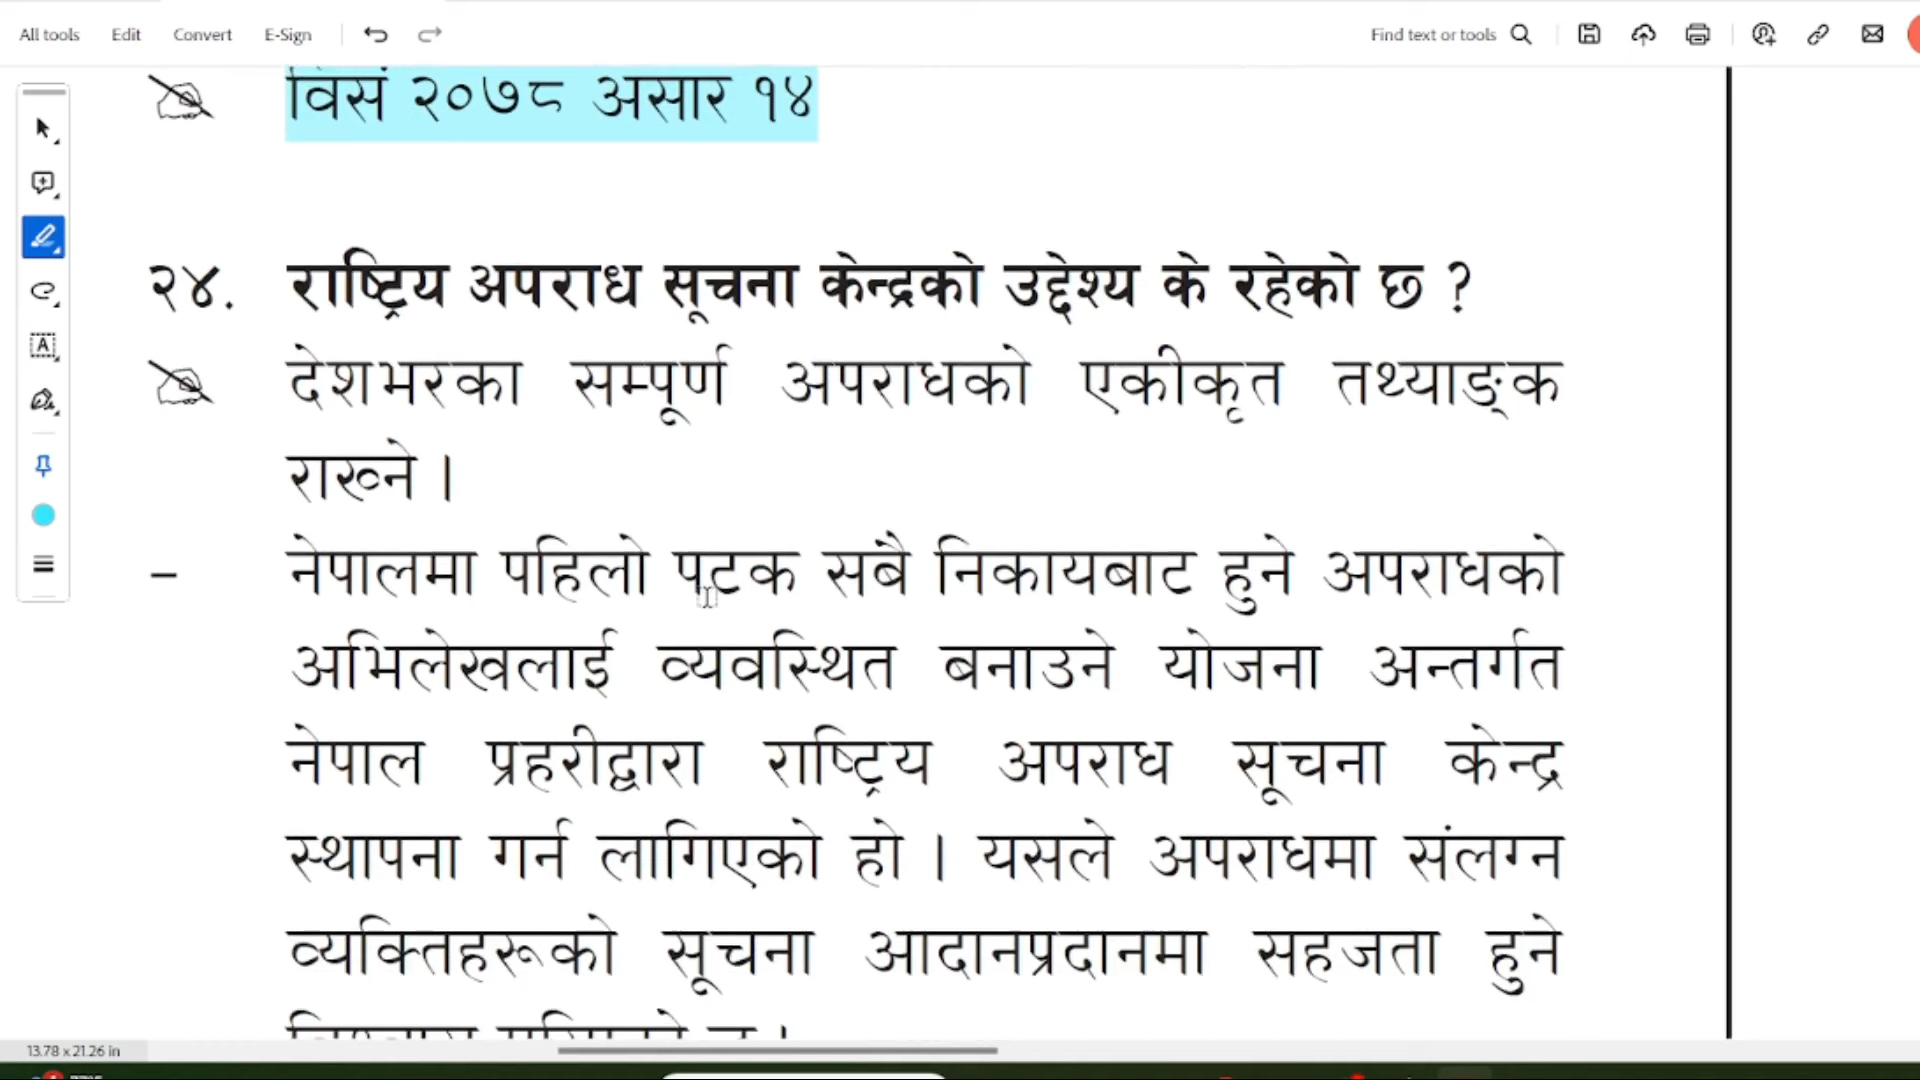 All tools Edit Convert E-Sign Find text or tools
विसं २०७८ असार १४
२४. राष्ट्रिय अपराध सूचना केन्द्रको उद्देश्य के रहेको छ ?
देशभरका सम्पूर्ण अपराधको एकीकृत तथ्याङ्क
राख्ने ।
– नेपालमा पहिलो पटक सबै निकायबाट हुने अपराधको
अभिलेखलाई व्यवस्थित बनाउने योजना अन्तर्गत
नेपाल प्रहरीद्वारा राष्ट्रिय अपराध सूचना केन्द्र
स्थापना गर्न लागिएको हो । यसले अपराधमा संलग्न
व्यक्तिहरूको सूचना आदानप्रदानमा सहजता हुने
13.78 x 21.26 in